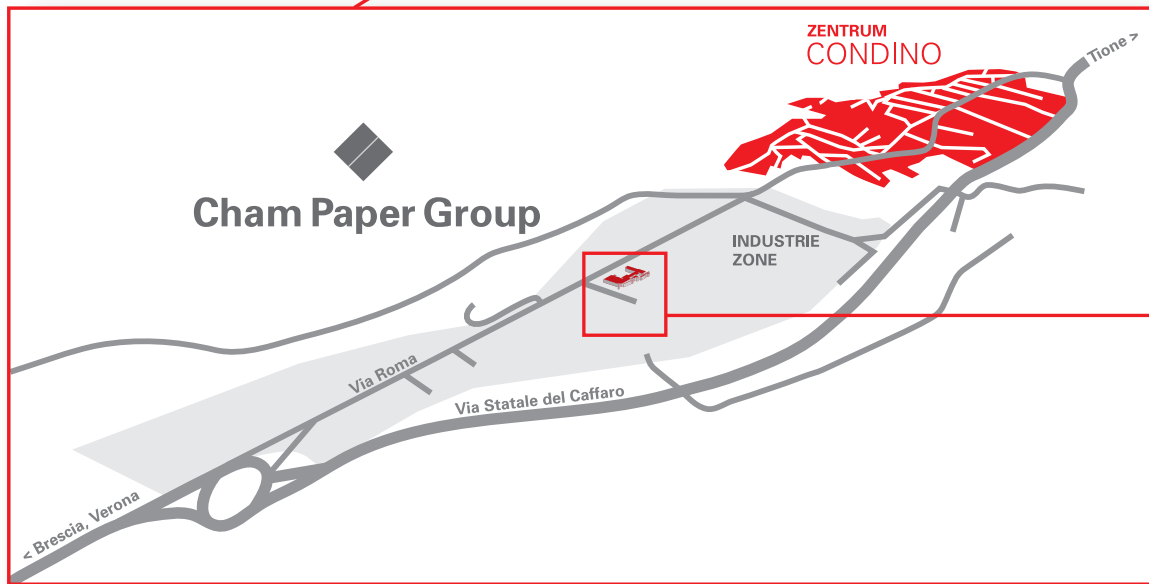 ZENTRUM
CONDINO
Tione >
Cham Paper Group
INDUSTRIE
ZONE
Via Roma
Via Statale del Caffaro
< Brescia, Verona